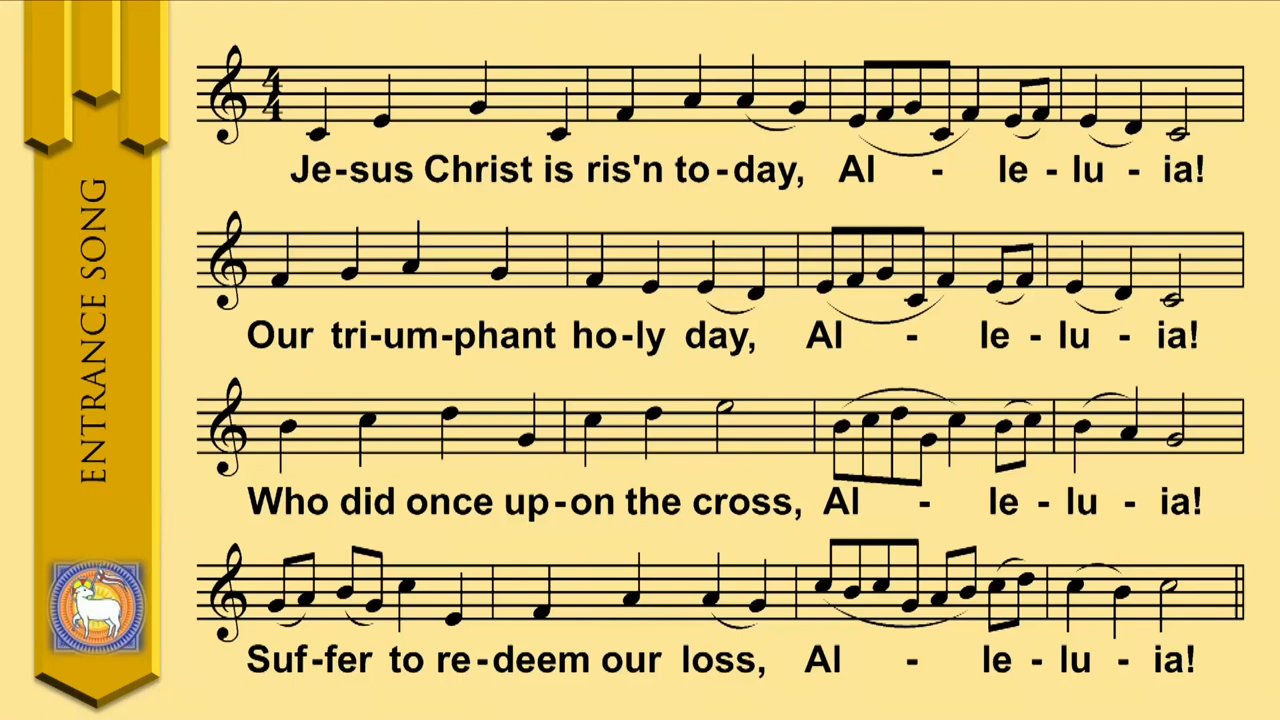 ENTRANCE SONG
4
4
Je-sus Christ is ris'n to-day, Al - le - lu - ia!
Our tri-um-phant ho-ly day, Al - le - lu - ia!
Who did once up-on the cross, Al - le - lu - ia!
Suf-fer to re-deem our loss, Al - le - lu - ia!